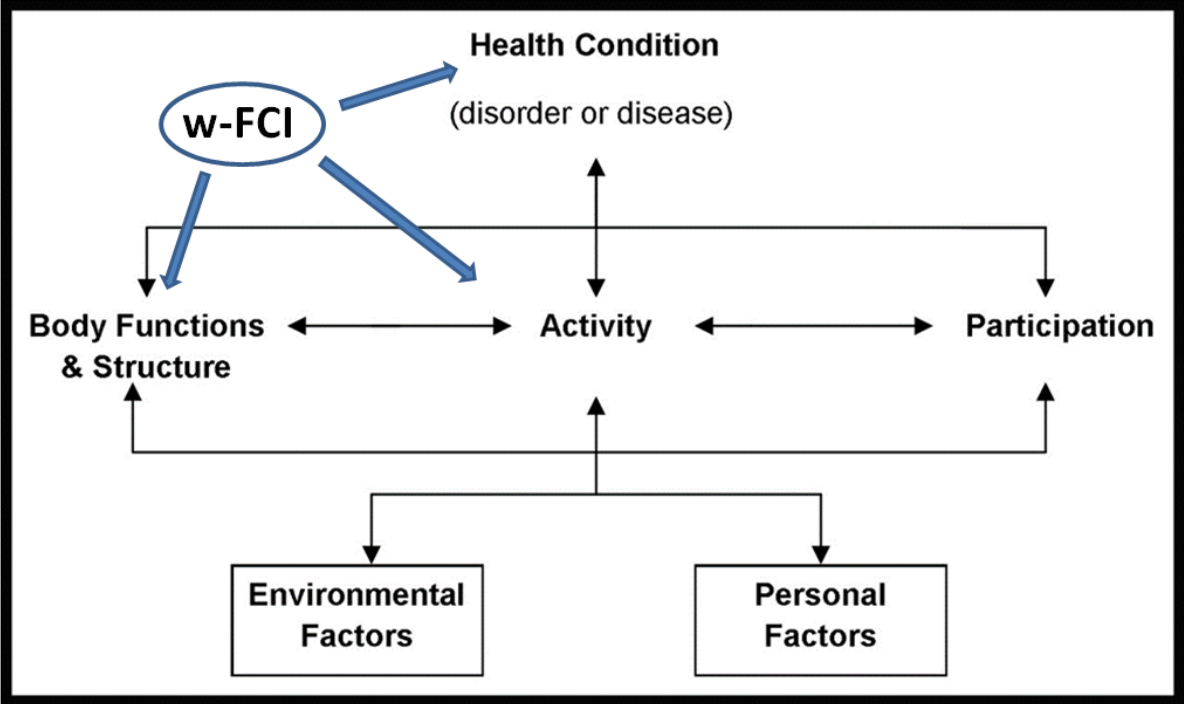 Health Condition
(disorder or disease)
w-FCI
Body Functions
& Structure
Activity
Participation
Environmental
Factors
Personal
Factors